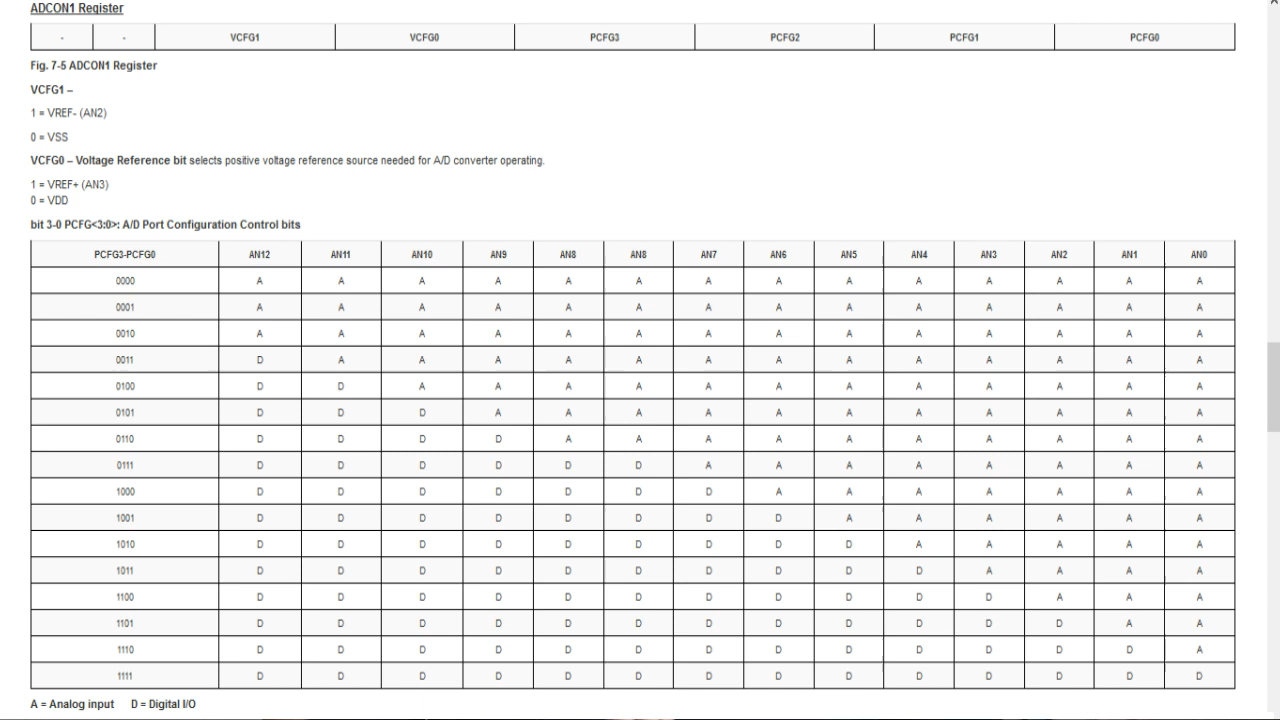 ADCON1 Register
- - VCFG1 VCFG0 PCFG3 PCFG2 PCFG1 PCFG0
Fig. 7-5 ADCON1 Register
VCFG1 –
1 = VREF- (AN2)
0 = VSS
VCFG0 – Voltage Reference bit selects positive voltage reference source needed for A/D converter operating.
1 = VREF+ (AN3)
0 = VDD
bit 3-0 PCFG<3:0>: A/D Port Configuration Control bits
PCFG3-PCFG0 AN12 AN11 AN10 AN9 AN8 AN8 AN7 AN6 AN5 AN4 AN3 AN2 AN1 AN0
0000 A A A A A A A A A A A A A A
0001 A A A A A A A A A A A A A A
0010 A A A A A A A A A A A A A A
0011 D A A A A A A A A A A A A A
0100 D D A A A A A A A A A A A A
0101 D D D A A A A A A A A A A A
0110 D D D D A A A A A A A A A A
0111 D D D D D D A A A A A A A A
1000 D D D D D D D A A A A A A A
1001 D D D D D D D D A A A A A A
1010 D D D D D D D D D A A A A A
1011 D D D D D D D D D D A A A A
1100 D D D D D D D D D D D A A A
1101 D D D D D D D D D D D D A A
1110 D D D D D D D D D D D D D A
1111 D D D D D D D D D D D D D D
A = Analog input D = Digital I/O